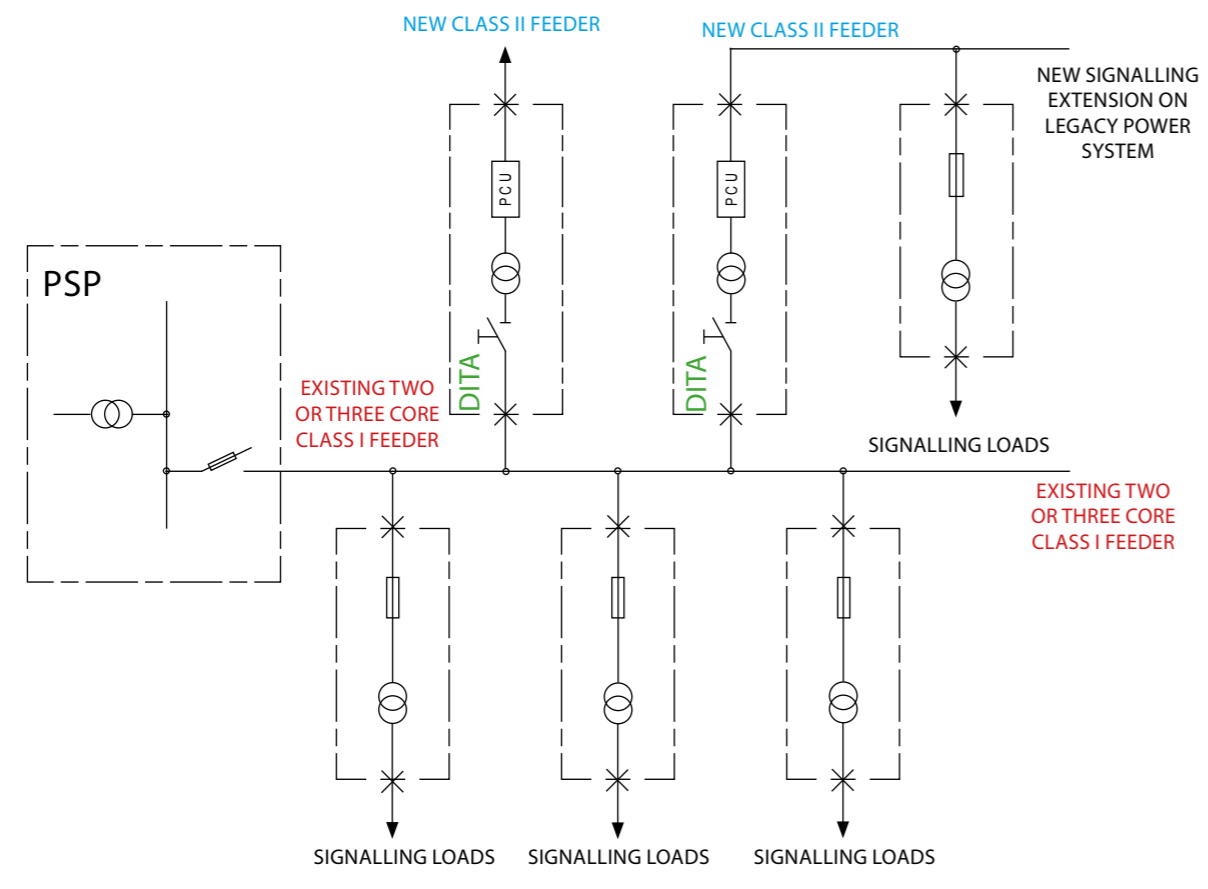 NEW CLASS II FEEDER
NEW CLASS II FEEDER
NEW SIGNALLING
EXTENSION ON
LEGACY POWER
SYSTEM
PCU
PCU
PSP
DITA
DITA
EXISTING TWO
OR THREE CORE
CLASS I FEEDER
SIGNALLING LOADS
EXISTING TWO
OR THREE CORE
CLASS I FEEDER
SIGNALLING LOADS
SIGNALLING LOADS
SIGNALLING LOADS